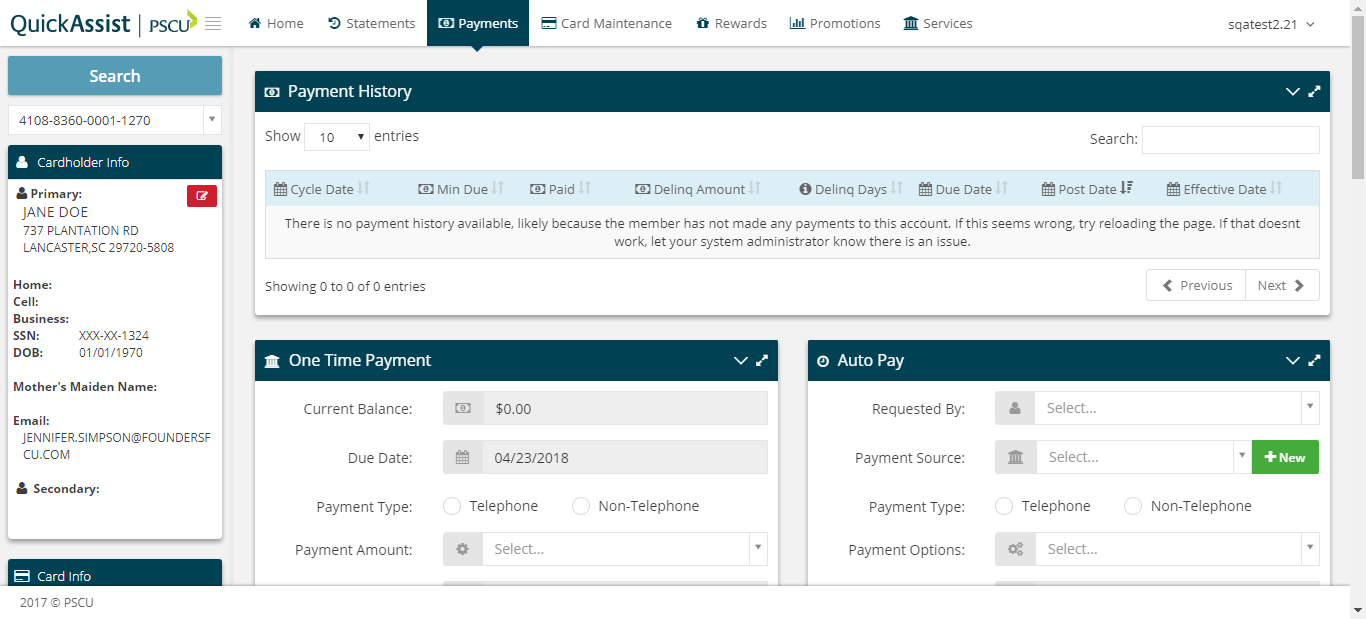 QuickAssist | PSCU
Home
Statements
Payments
Card Maintenance
Rewards
Promotions
Services
sqatest2.21
Search
4108-8360-0001-1270
Cardholder Info
Primary:
JANE DOE
737 PLANTATION RD
LANCASTER,SC 29720-5808
Home:
Cell:
Business:
SSN: XXX-XX-1324
DOB: 01/01/1970
Mother's Maiden Name:
Email:
JENNIFER.SIMPSON@FOUNDERSF
CU.COM
Secondary:
Card Info
Payment History
Show 10 entries
Search:
Cycle Date Min Due Paid Delinq Amount Delinq Days Due Date Post Date Effective Date
There is no payment history available, likely because the member has not made any payments to this account. If this seems wrong, try reloading the page. If that doesnt
work, let your system administrator know there is an issue.
Showing 0 to 0 of 0 entries
Previous Next
One Time Payment
Current Balance: $0.00
Due Date: 04/23/2018
Payment Type: Telephone Non-Telephone
Payment Amount: Select...
Auto Pay
Requested By: Select...
Payment Source: Select... New
Payment Type: Telephone Non-Telephone
Payment Options: Select...
2017 © PSCU